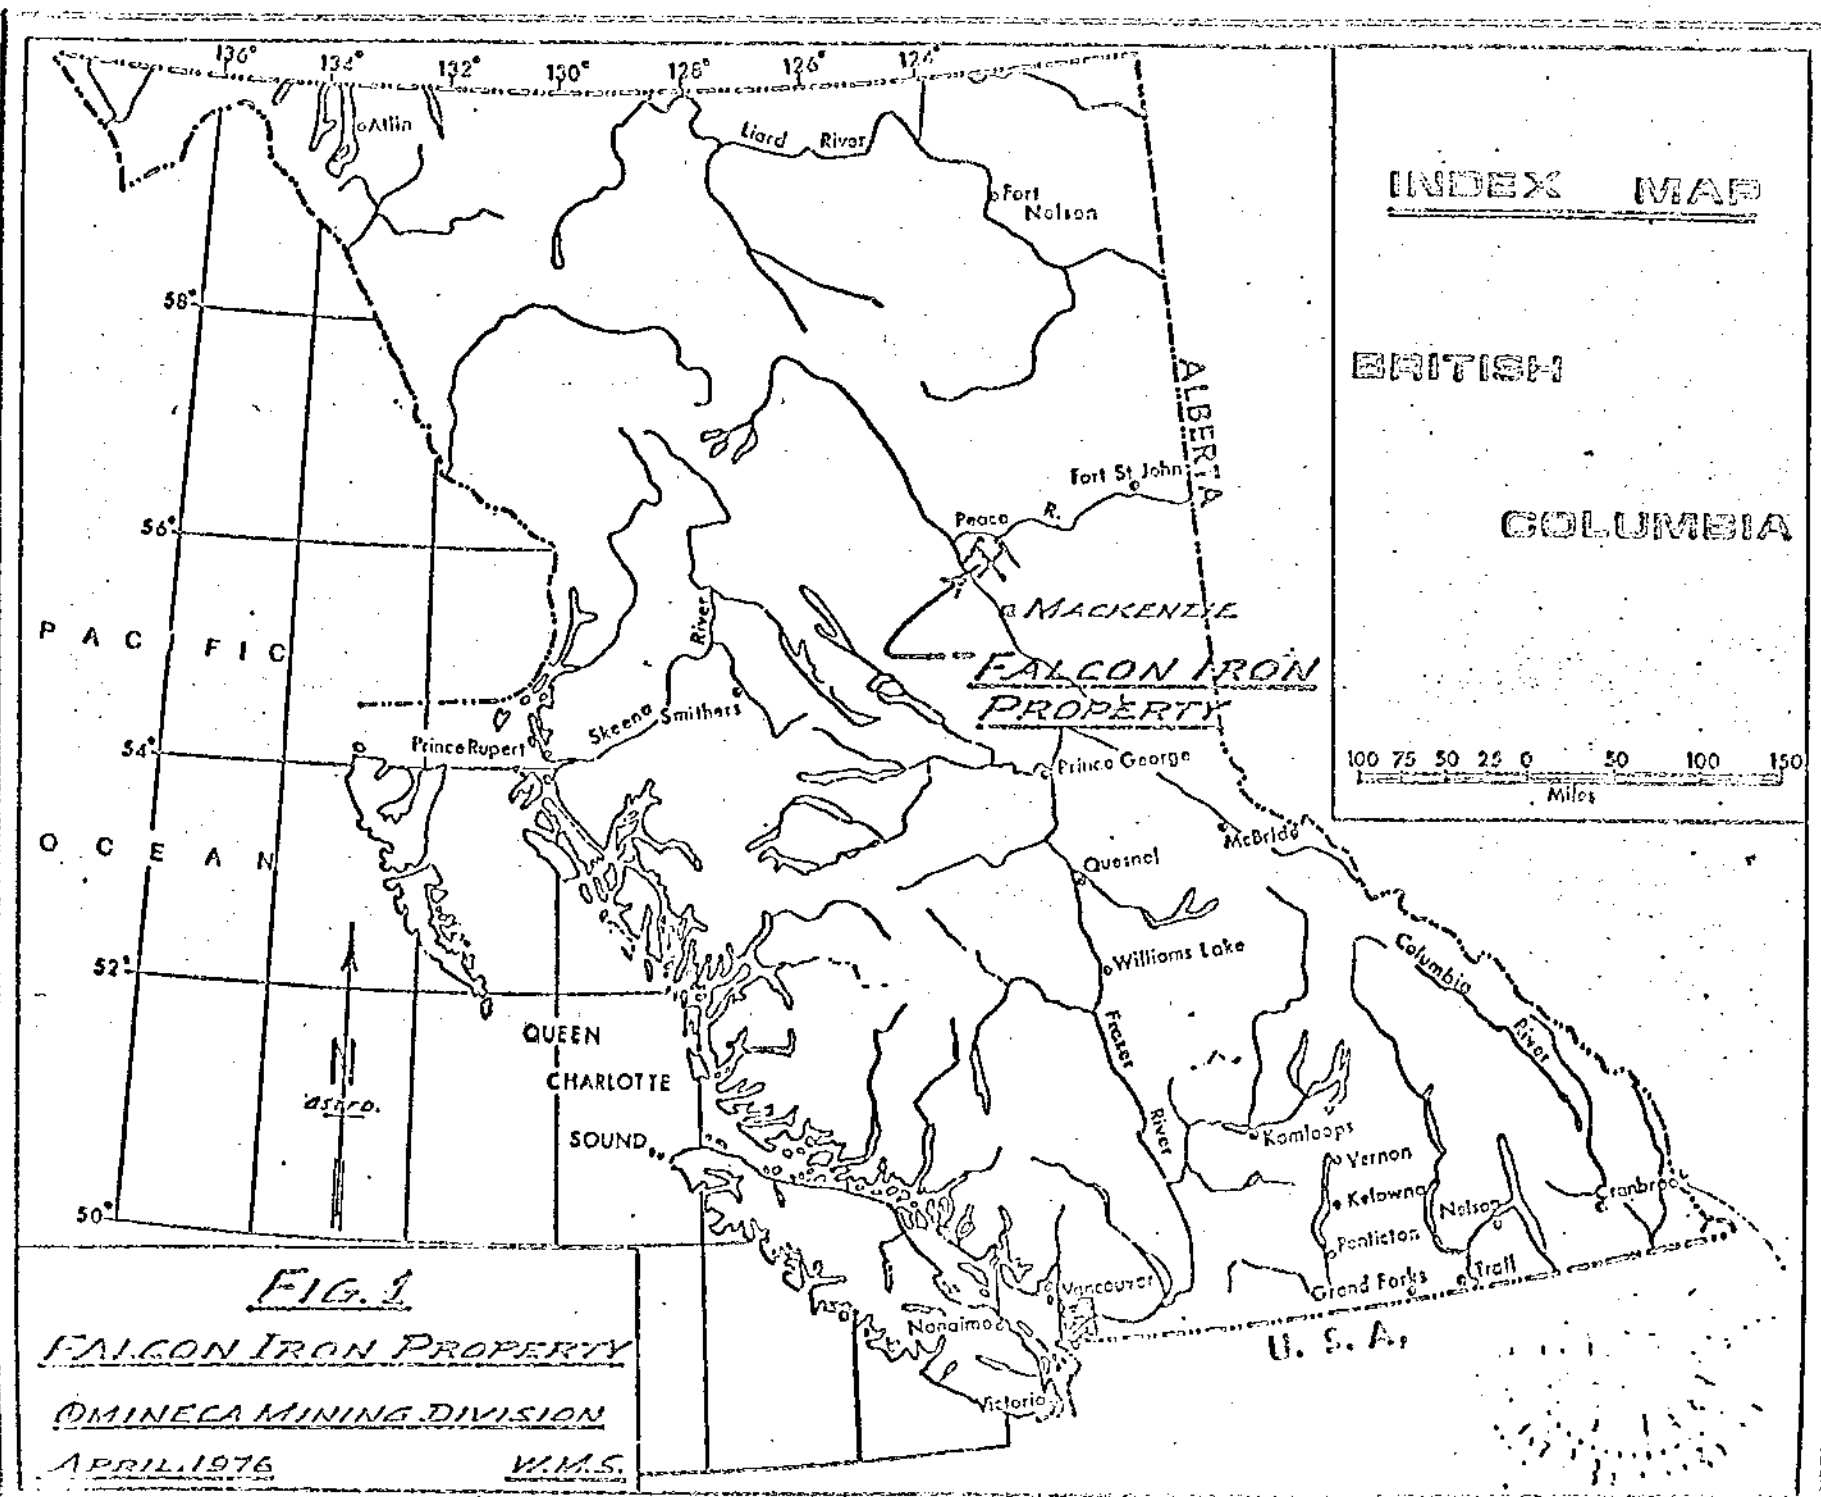 136° 134° 132° 130° 128° 126° 124°
Atlin
Liard River
Fort
Nelson
INDEX MAP
58°
BRITISH
ALBERTA
Fort St. John
COLUMBIA
56°
Peace R.
MACKENZIE
River
PACIFIC
FALCON IRON
PROPERTY
Skeena
Smithers
Prince Rupert
54°
Prince George
100 75 50 25 0 50 100 150
Miles
McBride
OCEAN
Quesnel
Williams Lake
Columbia
River
52°
QUEEN
CHARLOTTE
SOUND
N
astro.
Frazer
River
Kamloops
Vernon
Kelowna
Nelson
Cranbrook
50°
Penticton
Grand Forks
Trail
Vancouver
Nanaimo
Victoria
U. S. A.
FIG. 1
FALCON IRON PROPERTY
OMINECA MINING DIVISION
APRIL, 1976 W.M.S.